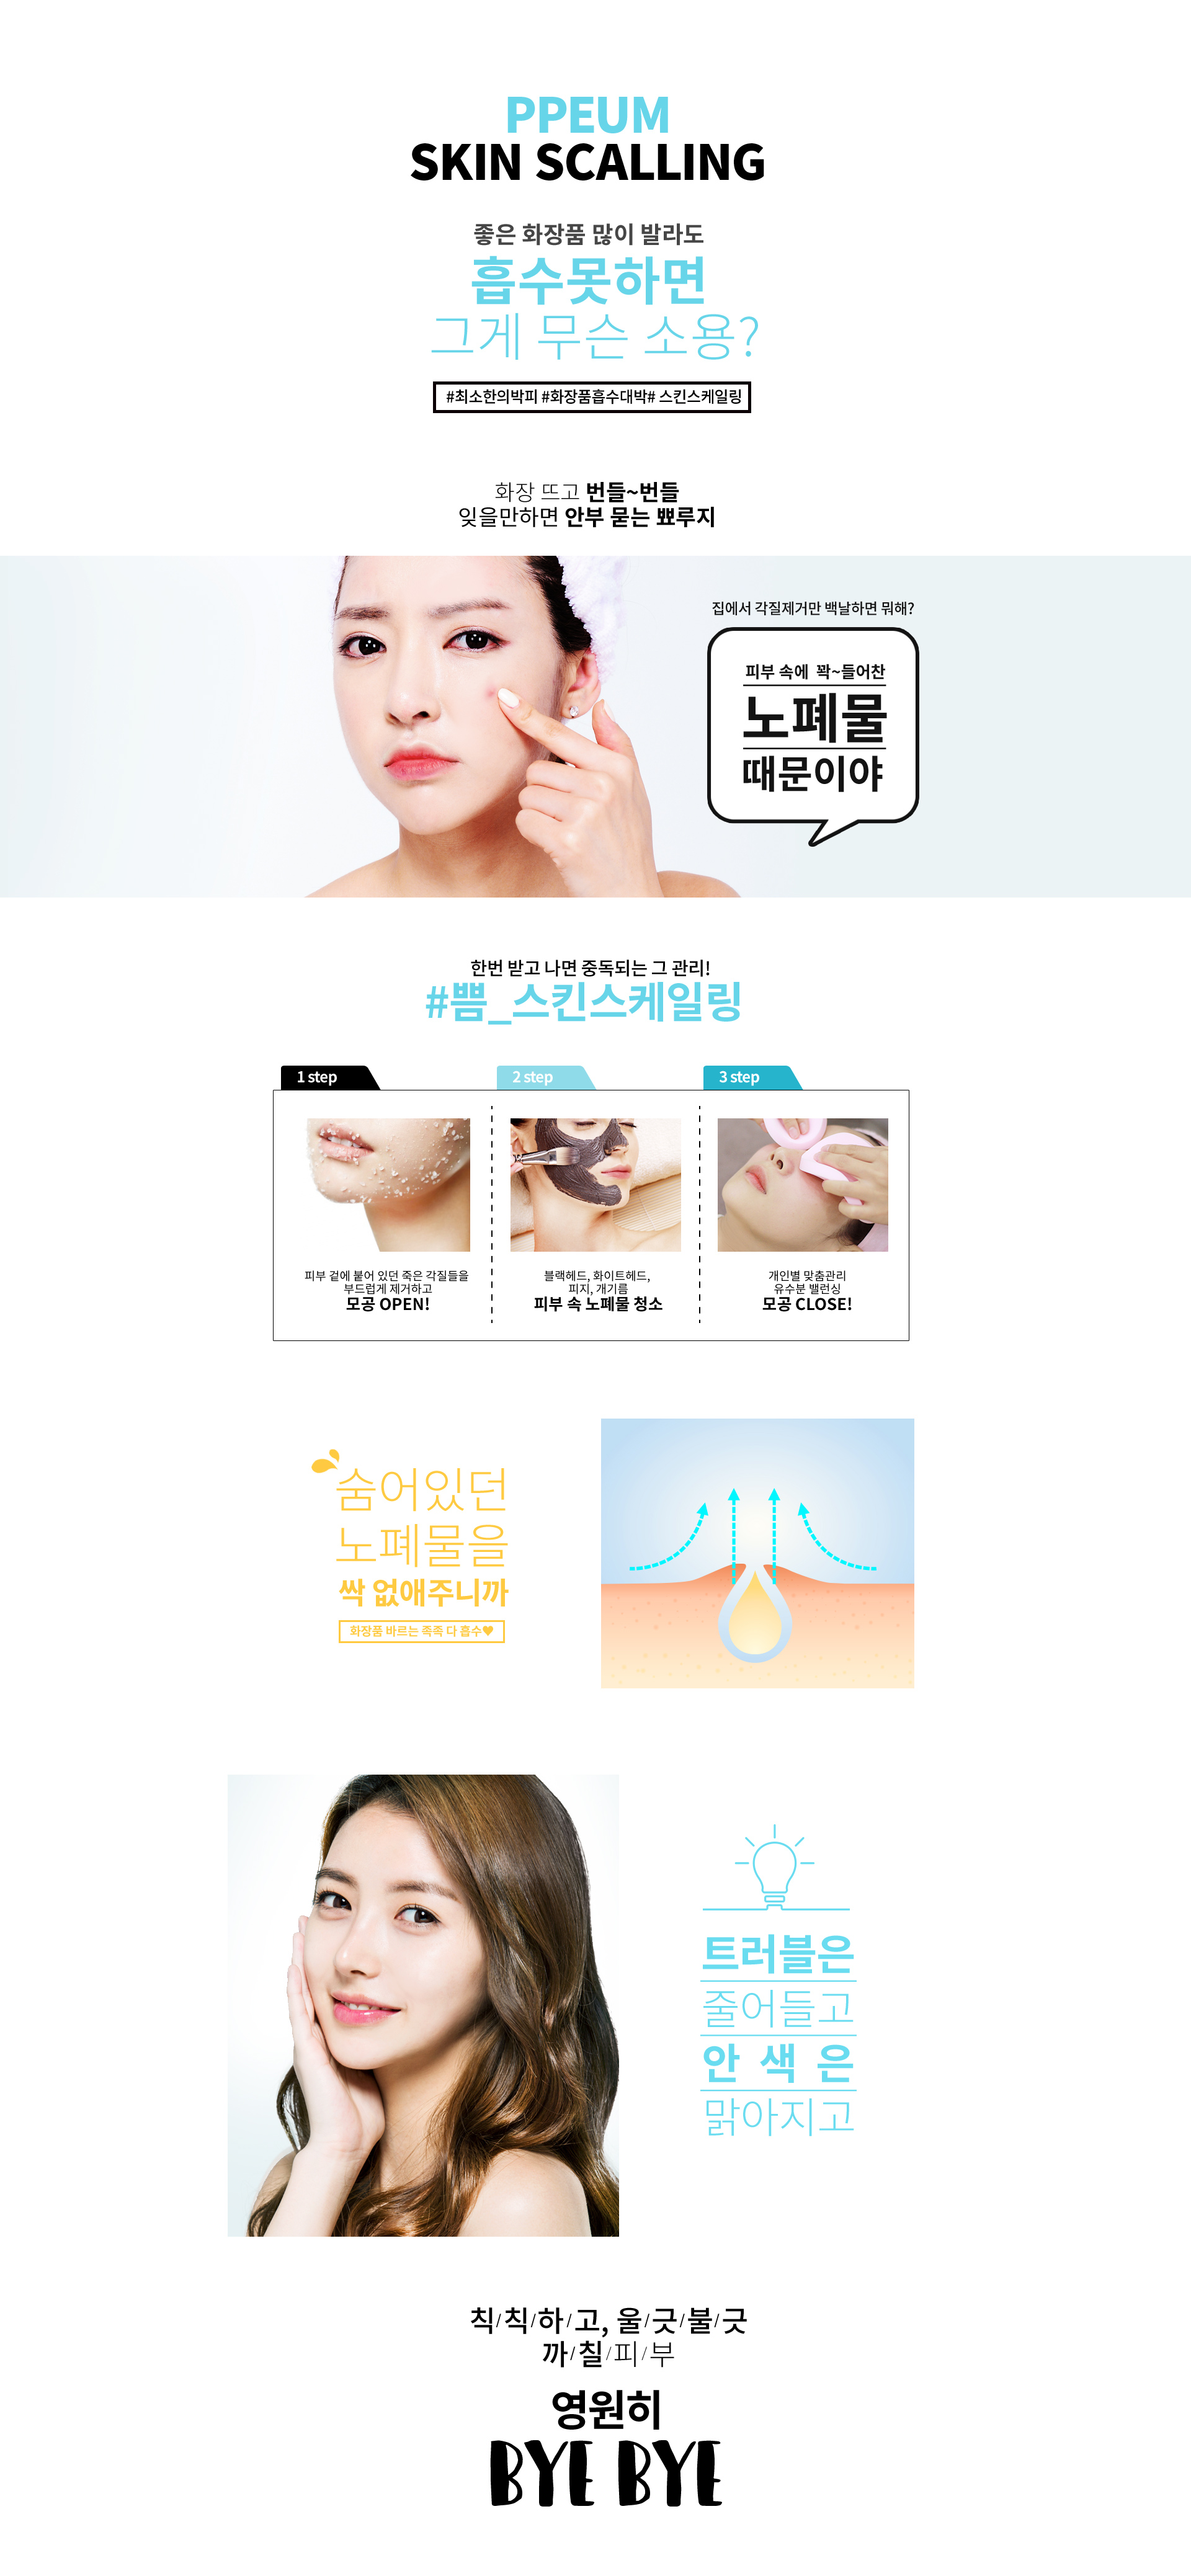 PPEUM
SKIN SCALLING
좋은 화장품 많이 발라도
흡수못하면
그게 무슨 소용?
#최소한의박피 #화장품흡수대박# 스킨스케일링
화장 뜨고 번들~번들
잊을만하면 안부 묻는 뾰루지
집에서 각질제거만 백날하면 뭐해?
피부 속에 꽉~들어찬
노폐물
때문이야
한번 받고 나면 중독되는 그 관리!
#쁨_스킨스케일링
1 step
2 step
3 step
피부 겉에 붙어 있던 죽은 각질들을
부드럽게 제거하고
모공 OPEN!
블랙헤드, 화이트헤드,
피지, 개기름
피부 속 노폐물 청소
개인별 맞춤관리
유수분 밸런싱
모공 CLOSE!
숨어있던
노폐물을
싹 없애주니까
화장품 바르는 족족 다 흡수♥
트러블은
줄어들고
안 색 은
맑아지고
칙/칙/하/고, 울/긋/불/긋
까/칠/피/부
영원히
BYE BYE